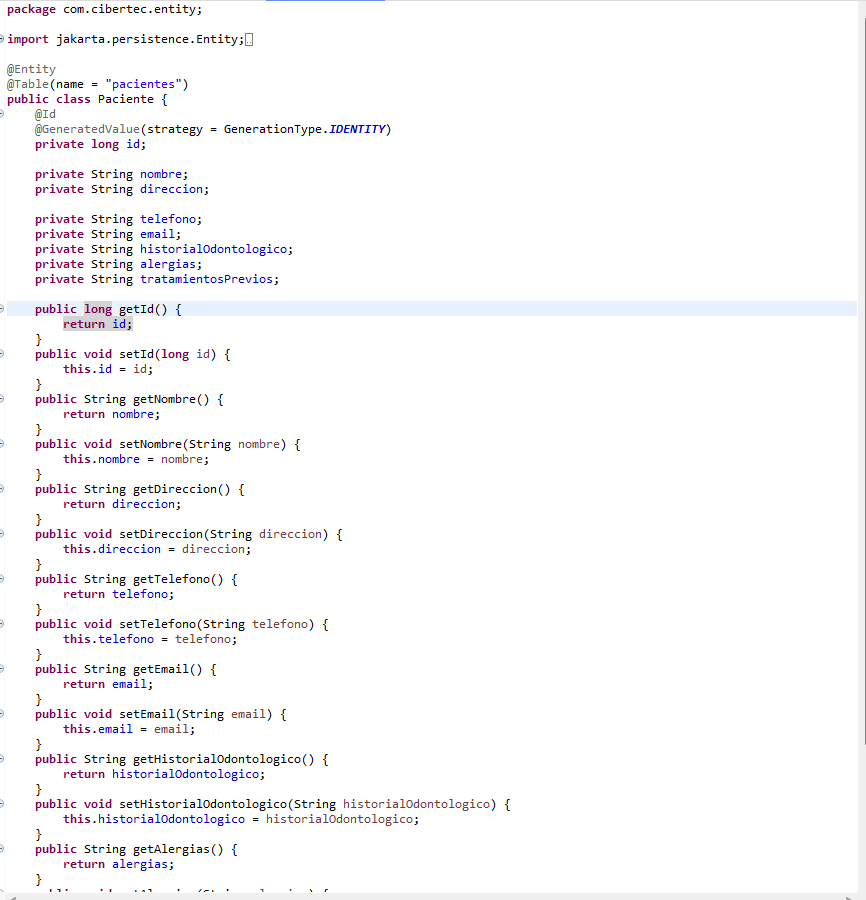 package com.cibertec.entity;
import jakarta.persistence.Entity;
@Entity
@Table(name = "pacientes")
public class Paciente {
@Id
@GeneratedValue(strategy = GenerationType.IDENTITY)
private long id;
private String nombre;
private String direccion;
private String telefono;
private String email;
private String historialOdontologico;
private String alergias;
private String tratamientosPrevios;
public long getId() {
return id;
}
public void setId(long id) {
this.id = id;
}
public String getNombre() {
return nombre;
}
public void setNombre(String nombre) {
this.nombre = nombre;
}
public String getDireccion() {
return direccion;
}
public void setDireccion(String direccion) {
this.direccion = direccion;
}
public String getTelefono() {
return telefono;
}
public void setTelefono(String telefono) {
this.telefono = telefono;
}
public String getEmail() {
return email;
}
public void setEmail(String email) {
this.email = email;
}
public String getHistorialOdontologico() {
return historialOdontologico;
}
public void setHistorialOdontologico(String historialOdontologico) {
this.historialOdontologico = historialOdontologico;
}
public String getAlergias() {
return alergias;
}